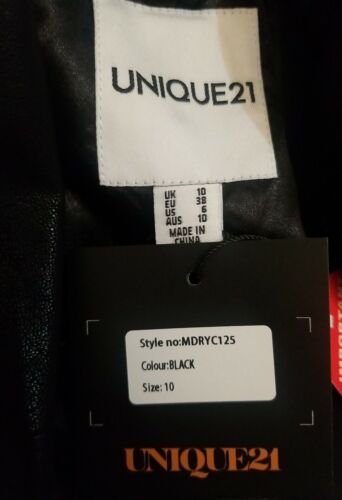 UNIQUE21
UK 10
EU 38
US 6
AUS 10
MADE IN
CHINA
Style no:MDRYC125
Colour:BLACK
Size: 10
UNIQUE21